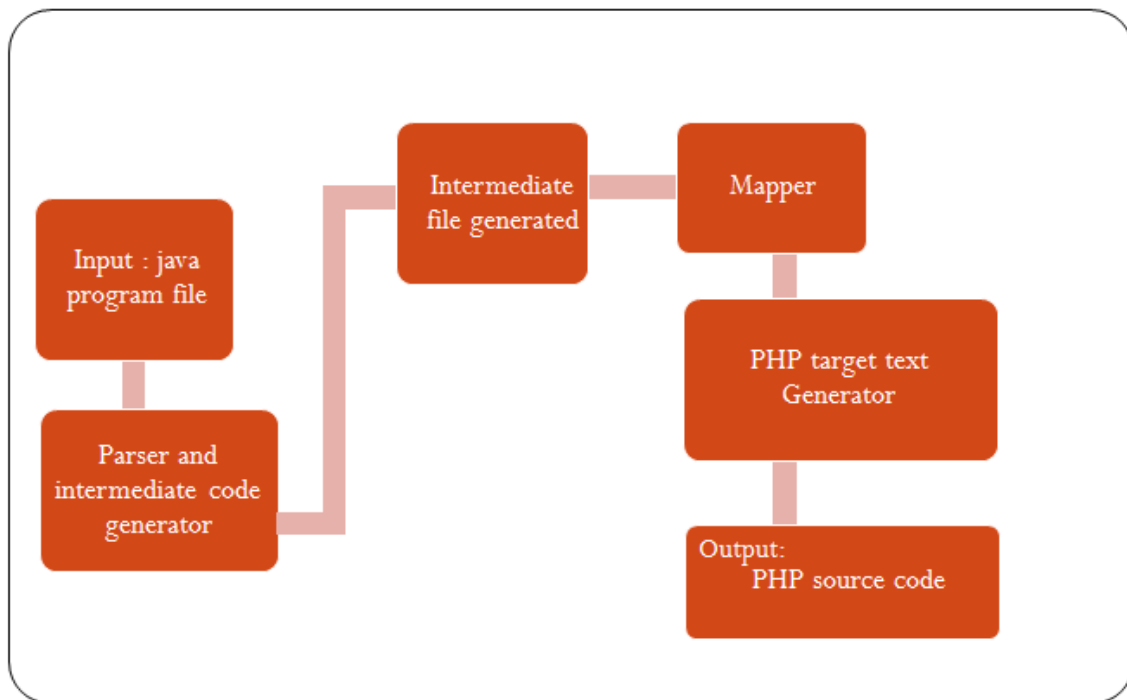 Input : java
program file
Parser and
intermediate code
generator
Intermediate
file generated
Mapper
PHP target text
Generator
Output:
PHP source code